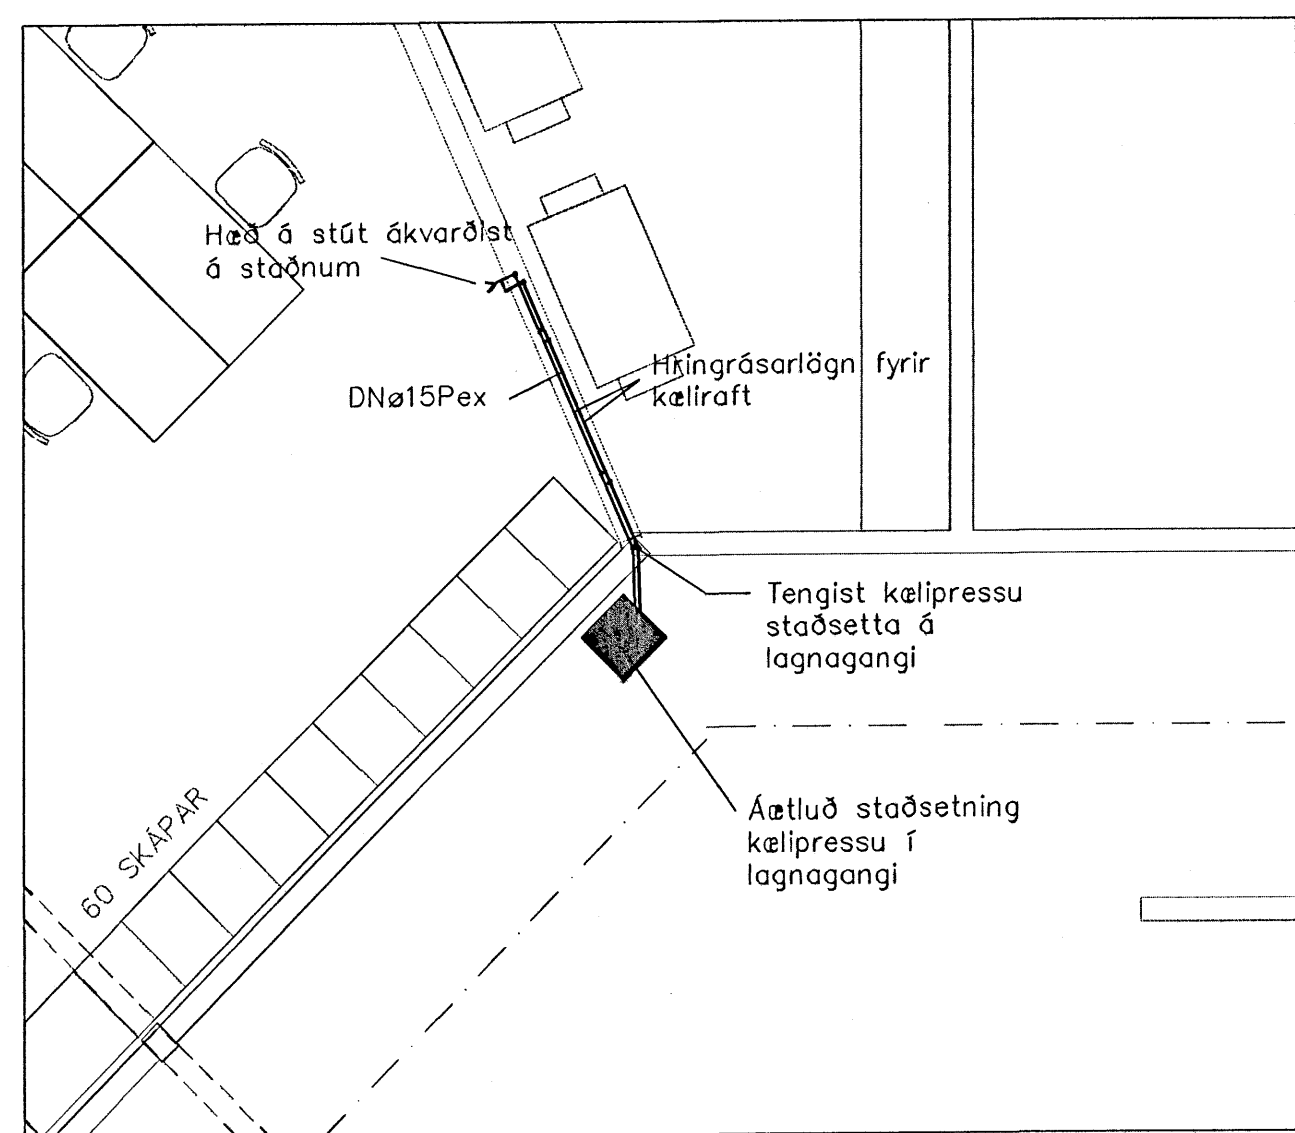 Hæð á stút ákvarðist
á staðnum
DNø15Pex
Hringrásarlögn fyrir
kæliraft
Tengist kælipressu
staðsetta á
lagnagangi
Áætluð staðsetning
kælipressu í
lagnagangi
60 SKÁPAR